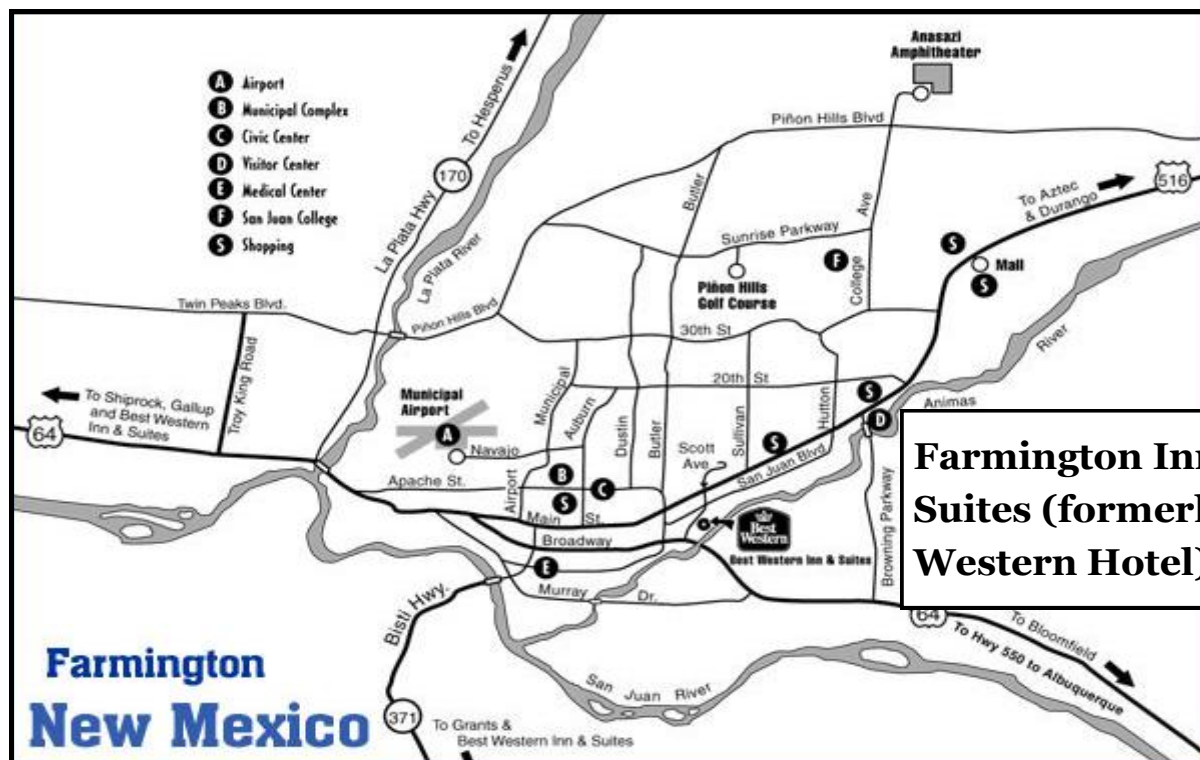 Anasazi
Amphitheater
A Airport
B Municipal Complex
C Civic Center
D Visitor Center
E Medical Center
F San Juan College
S Shopping
To Hesperus
170
La Plata Hwy
La Plata River
Piñon Hills Blvd
Butler
Ave
College
To Aztec
& Durango
516
Sunrise Parkway
F
S
Mall
S
Piñon Hills
Golf Course
Twin Peaks Blvd.
Piñon Hills Blvd
30th St
River
Troy King Road
To Shiprock, Gallup
and Best Western
Inn & Suites
64
Municipal
Airport
A
Navajo
Municipal
Auburn
Dustin
Butler
20th St
Sullivan
Hutton
S
D
Animas
Scott
Ave
S
San Juan Blvd
Apache St.
Airport
B
S
C
Main St.
Broadway
Best
Western
Best Western Inn & Suites
Browning Parkway
Farmington Inn
Suites (formerl
Western Hotel)
E
Murray Dr.
Bisti Hwy.
64
To Bloomfield
To Hwy 550 to Albuquerque
San Juan River
Farmington
New Mexico
371
To Grants &
Best Western Inn & Suites